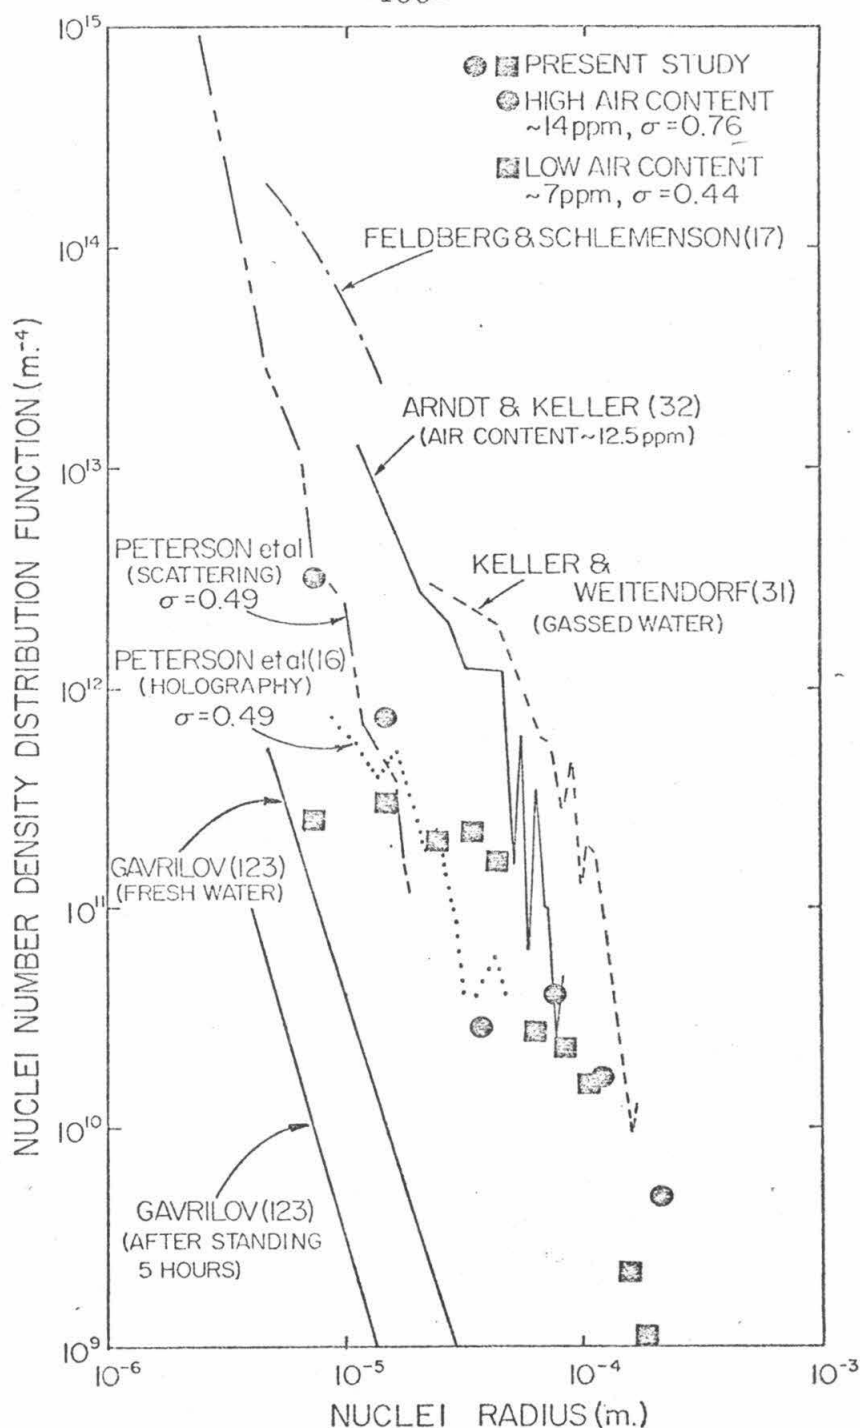 10^15
PRESENT STUDY
HIGH AIR CONTENT
~14ppm, σ=0.76
LOW AIR CONTENT
~7ppm, σ=0.44
FELDBERG & SCHLEMENSON(17)
10^14
ARNDT & KELLER (32)
(AIR CONTENT~12.5ppm)
10^13
PETERSON et al
(SCATTERING)
σ=0.49
KELLER &
WEITENDORF(31)
(GASSED WATER)
PETERSON et al(16)
(HOLOGRAPHY)
σ=0.49
10^12
GAVRILOV(123)
(FRESH WATER)
10^11
10^10
GAVRILOV(123)
(AFTER STANDING
5 HOURS)
10^9
10^-6
10^-5
10^-4
10^-3
NUCLEI RADIUS (m.)
NUCLEI NUMBER DENSITY DISTRIBUTION FUNCTION (m.^-4)